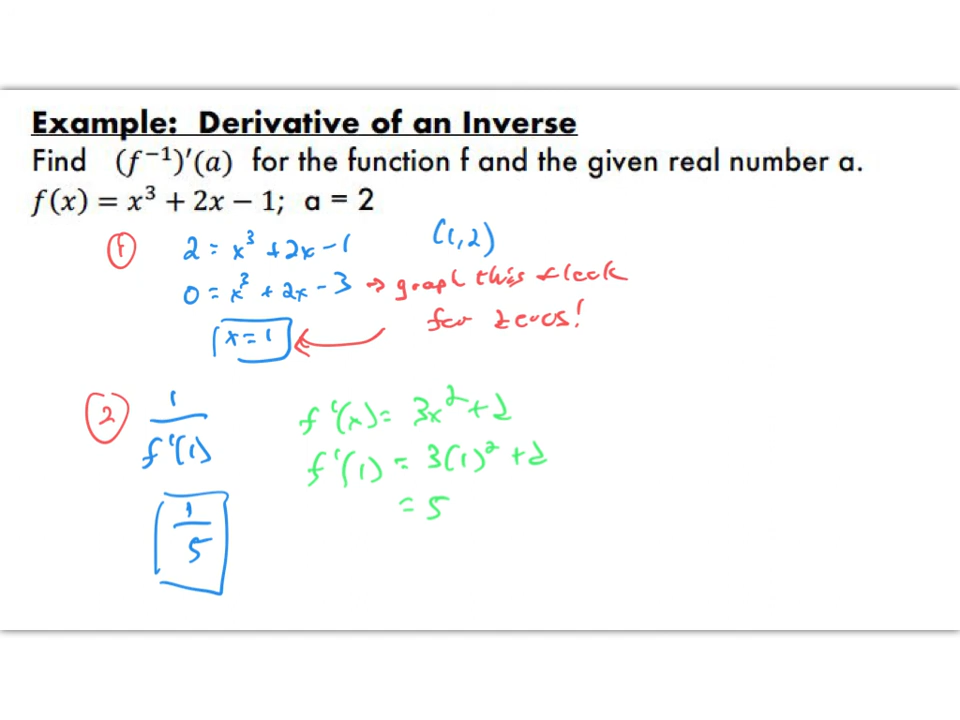 Example: Derivative of an Inverse
Find (f⁻¹)′(a) for the function f and the given real number a.
f(x) = x³ + 2x − 1; a = 2
① 2 = x³ + 2x − 1 (1,2)
0 = x³ + 2x − 3 → graph this & look
for zeros!
x = 1
② 1/f'(1) f'(x) = 3x² + 2
f'(1) = 3(1)² + 2
= 5
1/5